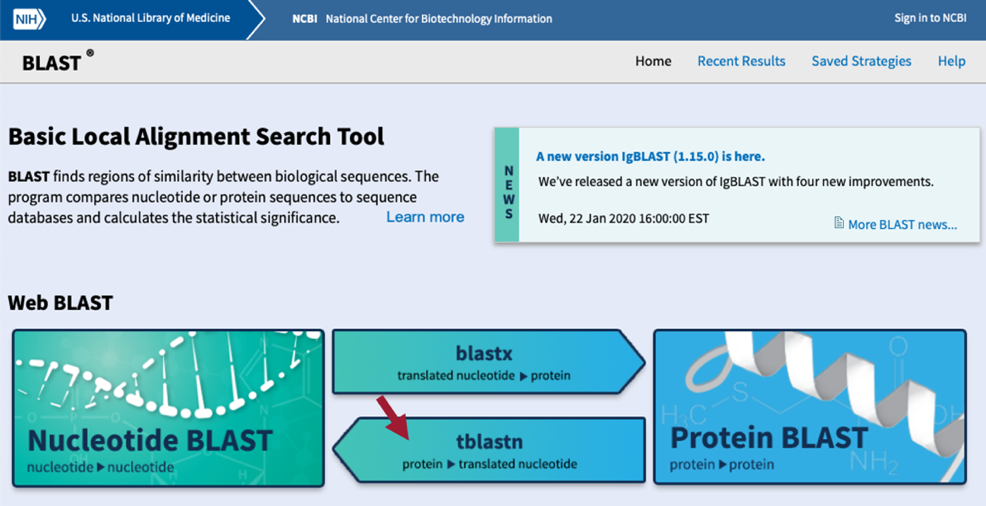 NIH U.S. National Library of Medicine NCBI National Center for Biotechnology Information Sign in to NCBI
BLAST ® Home Recent Results Saved Strategies Help
Basic Local Alignment Search Tool
BLAST finds regions of similarity between biological sequences. The
program compares nucleotide or protein sequences to sequence
databases and calculates the statistical significance. Learn more
NEWS
A new version IgBLAST (1.15.0) is here.
We've released a new version of IgBLAST with four new improvements.
Wed, 22 Jan 2020 16:00:00 EST
More BLAST news...
Web BLAST
Nucleotide BLAST
nucleotide ▶ nucleotide
blastx
translated nucleotide ▶ protein
tblastn
protein ▶ translated nucleotide
H₃C
S
O
OH
NH₂
Protein BLAST
protein ▶ protein